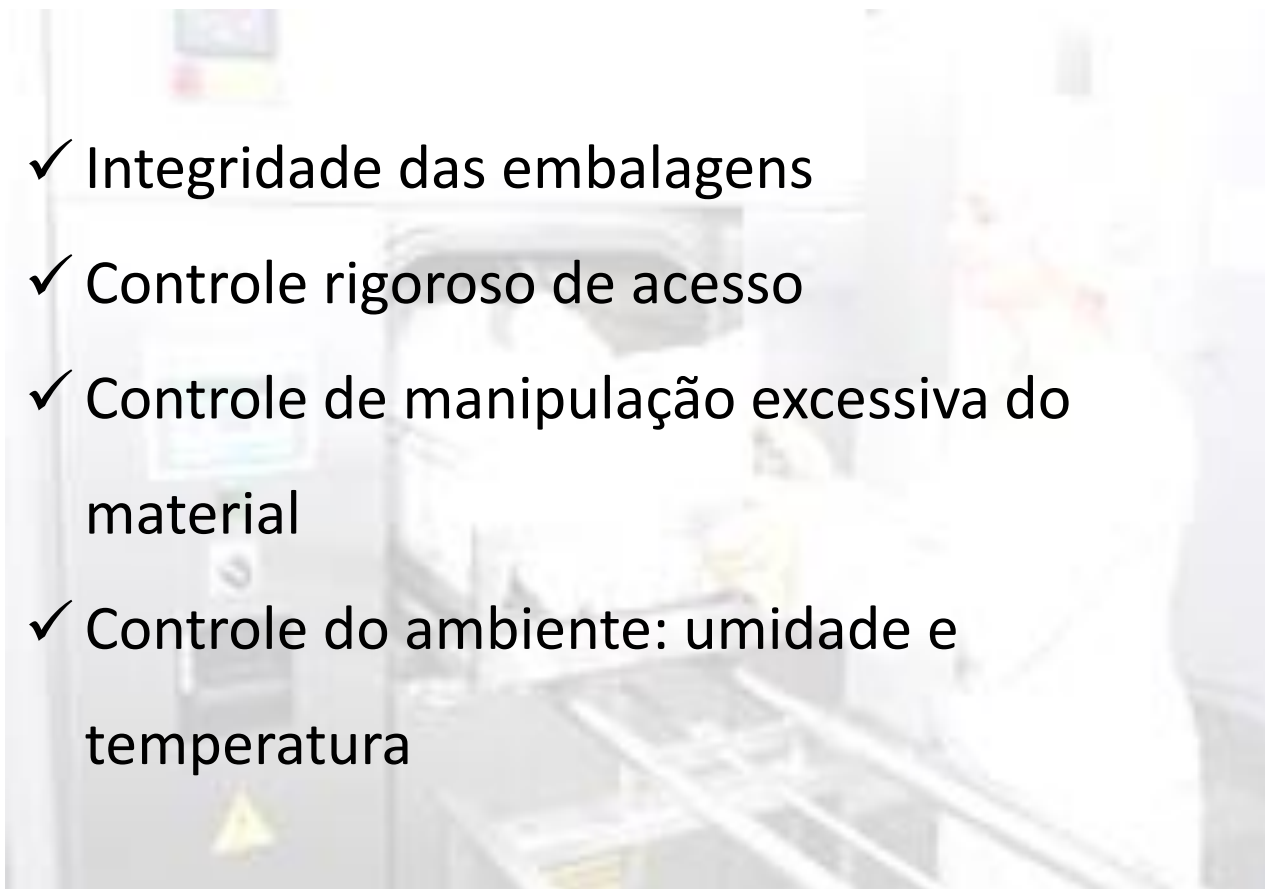 ✓ Integridade das embalagens
✓ Controle rigoroso de acesso
✓ Controle de manipulação excessiva do
material
✓ Controle do ambiente: umidade e
temperatura